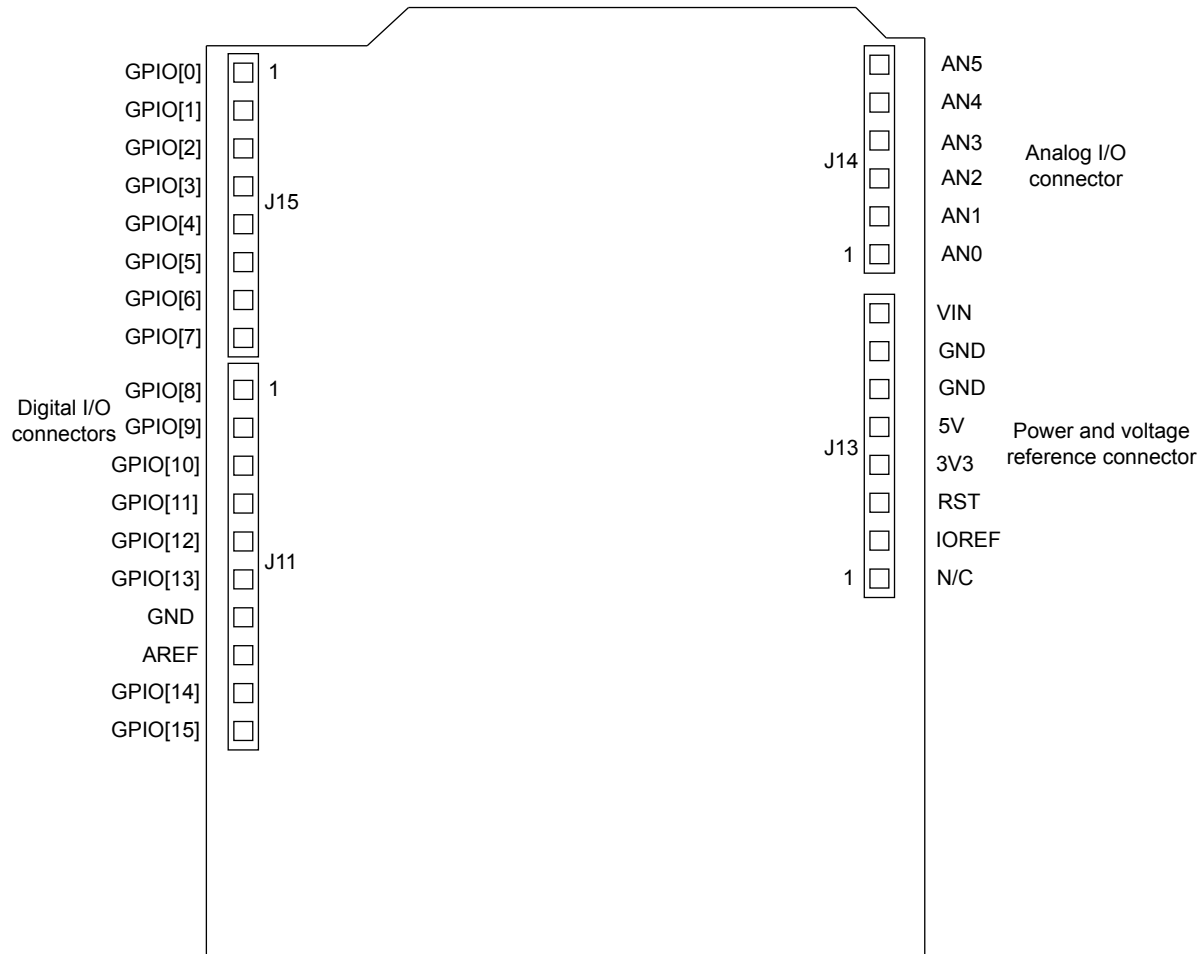 GPIO[0]
1
GPIO[1]
GPIO[2]
GPIO[3]
J15
GPIO[4]
GPIO[5]
GPIO[6]
GPIO[7]
GPIO[8]
1
Digital I/O
connectors
GPIO[9]
GPIO[10]
GPIO[11]
GPIO[12]
J11
GPIO[13]
GND
AREF
GPIO[14]
GPIO[15]
AN5
AN4
AN3
J14
Analog I/O
connector
AN2
AN1
1
AN0
VIN
GND
GND
5V
J13
Power and voltage
reference connector
3V3
RST
IOREF
1
N/C